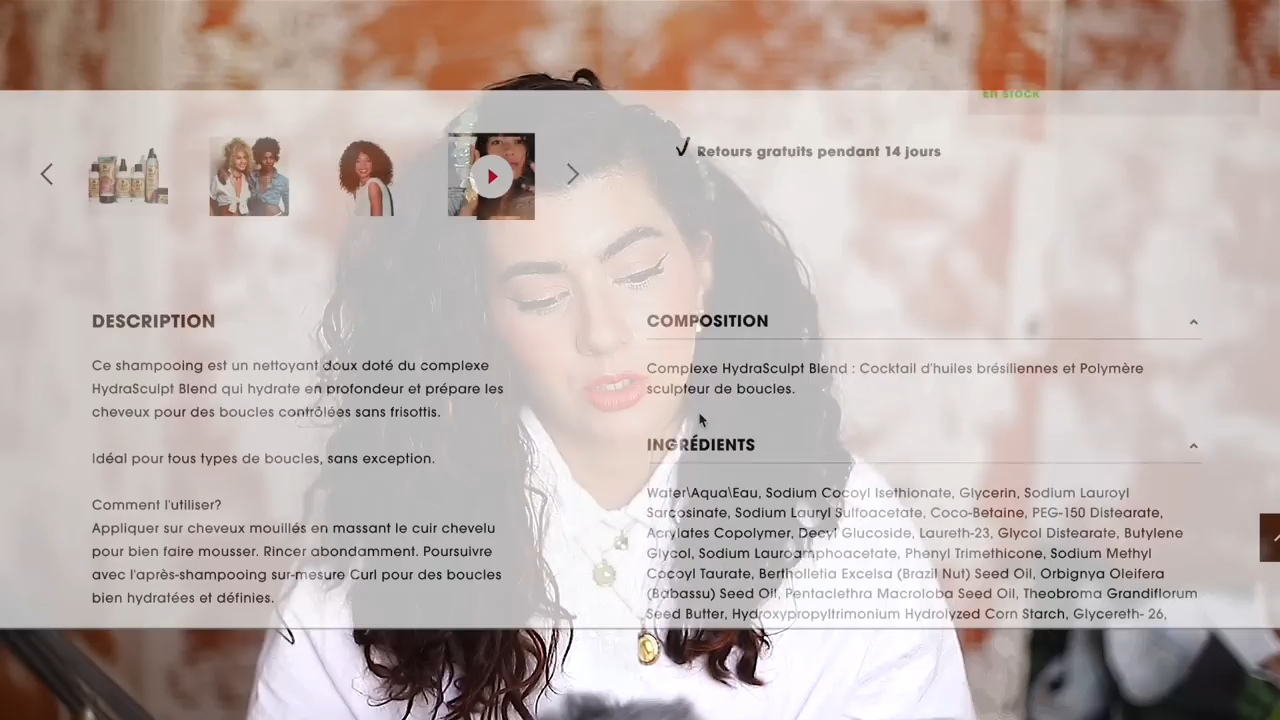 EN STOCK
Retours gratuits pendant 14 jours
DESCRIPTION
Ce shampooing est un nettoyant doux doté du complexe
HydraSculpt Blend qui hydrate en profondeur et prépare les
cheveux pour des boucles contrôlées sans frisottis.
Idéal pour tous types de boucles, sans exception.
Comment l'utiliser?
Appliquer sur cheveux mouillés en massant le cuir chevelu
pour bien faire mousser. Rincer abondamment. Poursuivre
avec l'après-shampooing sur-mesure Curl pour des boucles
bien hydratées et définies.
COMPOSITION
Complexe HydraSculpt Blend : Cocktail d'huiles brésiliennes et Polymère
sculpteur de boucles.
INGRÉDIENTS
Water\Aqua\Eau, Sodium Cocoyl Isethionate, Glycerin, Sodium Lauroyl
Sarcosinate, Sodium Lauryl Sulfoacetate, Coco-Betaine, PEG-150 Distearate,
Acrylates Copolymer, Decyl Glucoside, Laureth-23, Glycol Distearate, Butylene
Glycol, Sodium Lauroamphoacetate, Phenyl Trimethicone, Sodium Methyl
Cocoyl Taurate, Bertholletia Excelsa (Brazil Nut) Seed Oil, Orbignya Oleifera
(Babassu) Seed Oil, Pentaclethra Macroloba Seed Oil, Theobroma Grandiflorum
Seed Butter, Hydroxypropyltrimonium Hydrolyzed Corn Starch, Glycereth- 26,